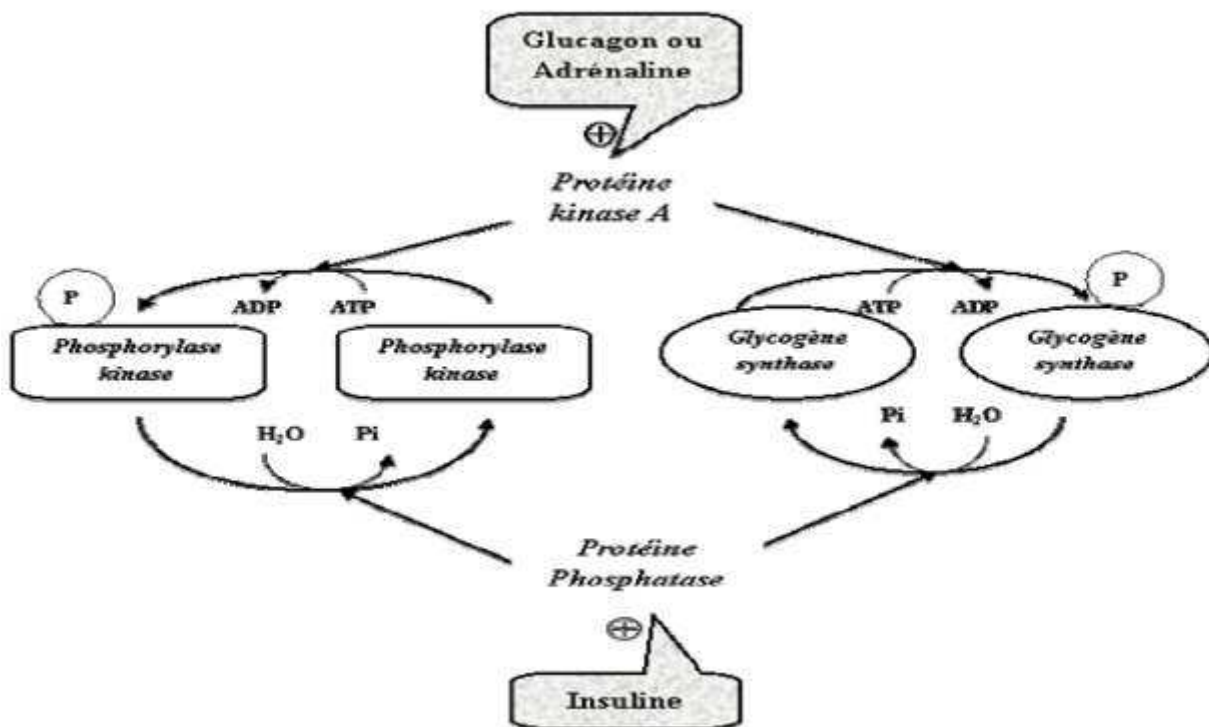 Glucagon ou
Adrénaline
Protéine
kinase A
P
ADP
ATP
Phosphorylase
kinase
Phosphorylase
kinase
H₂O
Pi
P
ATP
ADP
Glycogène
synthase
Glycogène
synthase
Pi
H₂O
Protéine
Phosphatase
Insuline